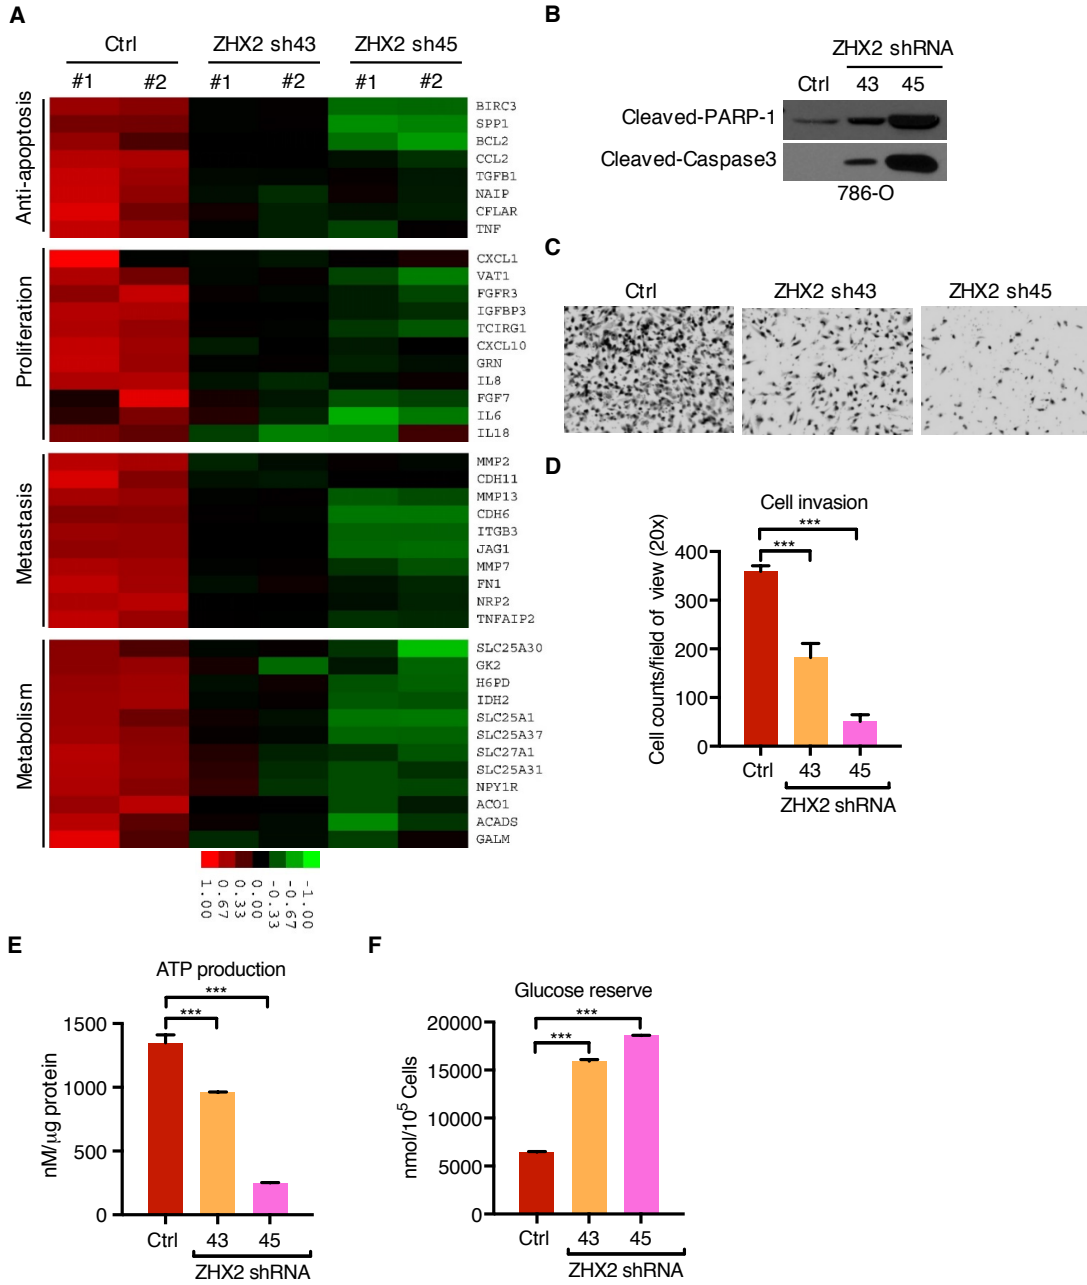 A
Ctrl ZHX2 sh43 ZHX2 sh45
#1 #2 #1 #2 #1 #2
Anti-apoptosis
BIRC3
SPP1
BCL2
CCL2
TGFB1
NAIP
CFLAR
TNF
Proliferation
CXCL1
VAT1
FGFR3
IGFBP3
TCIRG1
CXCL10
GRN
IL8
FGF7
IL6
IL18
Metastasis
MMP2
CDH11
MMP13
CDH6
ITGB3
JAG1
MMP7
FN1
NRP2
TNFAIP2
Metabolism
SLC25A30
GK2
H6PD
IDH2
SLC25A1
SLC25A37
SLC27A1
SLC25A31
NPY1R
ACO1
ACADS
GALM
1.00
0.67
0.33
0.00
-0.33
-0.67
-1.00
B
ZHX2 shRNA
Ctrl 43 45
Cleaved-PARP-1
Cleaved-Caspase3
786-O
C
Ctrl ZHX2 sh43 ZHX2 sh45
D
Cell invasion
***
***
Cell counts/field of view (20x)
400
300
200
100
0
Ctrl 43 45
ZHX2 shRNA
E
ATP production
***
***
nM/µg protein
1500
1000
500
0
Ctrl 43 45
ZHX2 shRNA
F
Glucose reserve
***
***
nmol/10⁵ Cells
20000
15000
10000
5000
0
Ctrl 43 45
ZHX2 shRNA